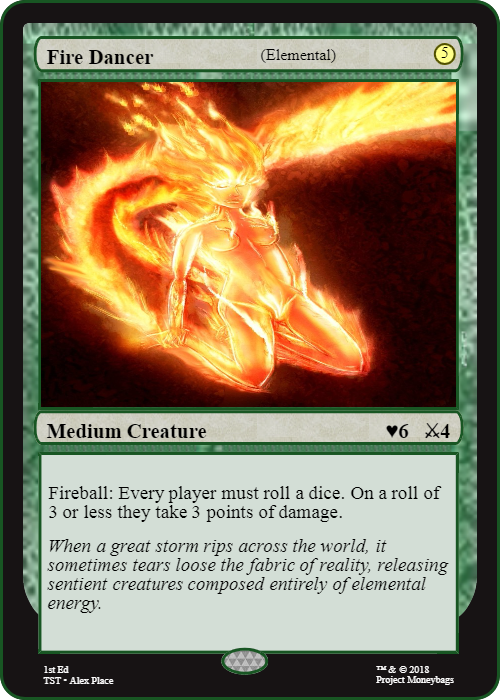 Fire Dancer (Elemental) 5
Medium Creature ♥6 ⚔4
Fireball: Every player must roll a dice. On a roll of
3 or less they take 3 points of damage.
When a great storm rips across the world, it
sometimes tears loose the fabric of reality, releasing
sentient creatures composed entirely of elemental
energy.
1st Ed ™ & © 2018
TST • Alex Place Project Moneybags